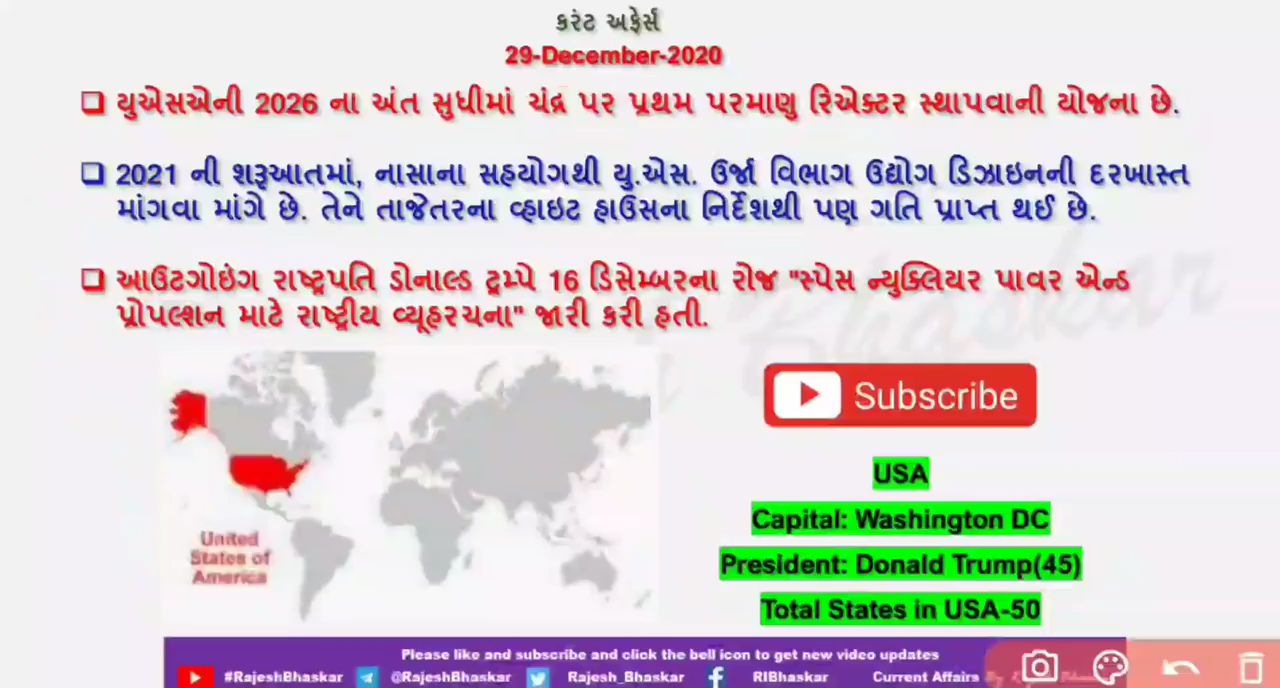 કરંટ અફેર્સ
29-December-2020
❑ યુએસએની 2026 ના અંત સુધીમાં ચંદ્ર પર પ્રથમ પરમાણુ રિએક્ટર સ્થાપવાની યોજના છે.
❑ 2021 ની શરૂઆતમાં, નાસાના સહયોગથી યુ.એસ. ઉર્જા વિભાગ ઉદ્યોગ ડિઝાઇનની દરખાસ્ત
માંગવા માંગે છે. તેને તાજેતરના વ્હાઇટ હાઉસના નિર્દેશથી પણ ગતિ પ્રાપ્ત થઈ છે.
❑ આઉટગોઇંગ રાષ્ટ્રપતિ ડોનાલ્ડ ટ્રમ્પે 16 ડિસેમ્બરના રોજ "સ્પેસ ન્યુક્લિયર પાવર એન્ડ
પ્રોપલ્શન માટે રાષ્ટ્રીય વ્યૂહરચના" જારી કરી હતી.
Bhaskar
Subscribe
USA
Capital: Washington DC
President: Donald Trump(45)
Total States in USA-50
United
States of
America
Please like and subscribe and click the bell icon to get new video updates
#RajeshBhaskar @RajeshBhaskar Rajesh_Bhaskar RIBhaskar Current Affairs By